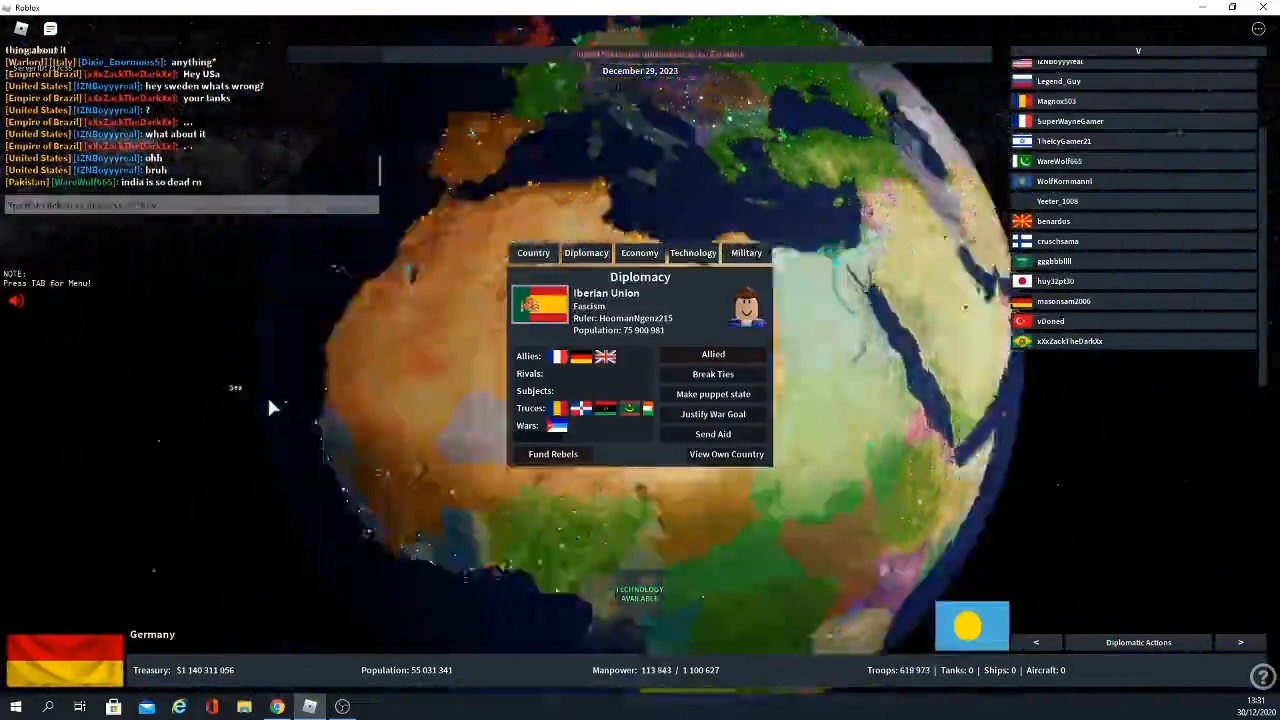 Roblox
thing about it
[Warlord] [Italy] [Dixie_Enormous5]: anything*
[Empire of Brazil] [xXxZackTheDarkXx]: Hey USa
[United States] [IZNBoyyyreal]: hey sweden whats wrong?
[Empire of Brazil] [xXxZackTheDarkXx]: your tanks
[United States] [IZNBoyyyreal]: ?
[Empire of Brazil] [xXxZackTheDarkXx]: ...
[United States] [IZNBoyyyreal]: what about it
[Empire of Brazil] [xXxZackTheDarkXx]: . .
[United States] [IZNBoyyyreal]: ohh
[United States] [IZNBoyyyreal]: bruh
[Pakistan] [WareWolf665]: india is so dead rn
NOTE:
Press TAB for Menu!
December 29, 2023
V
IZNBoyyyreal
Legend_Guy
Magnox503
SuperWayneGamer
TheIcyGamer21
WareWolf665
WolfKornmannl
Yeeter_1008
benardus
cruschsama
gggbbbllll
huy32pt30
masonsam2006
vDoned
xXxZackTheDarkXx
Country
Diplomacy
Economy
Technology
Military
Diplomacy
Iberian Union
Fascism
Ruler: HoomanNgenz215
Population: 75 900 981
Allies:
Rivals:
Subjects:
Truces:
Wars:
Allied
Break Ties
Make puppet state
Justify War Goal
Send Aid
Fund Rebels
View Own Country
Sea
TECHNOLOGY
AVAILABLE
Germany
Treasury: $1 140 311 056
Population: 55 031 341
Manpower: 113 843 / 1 100 627
Troops: 618 973 | Tanks: 0 | Ships: 0 | Aircraft: 0
<
Diplomatic Actions
>
?
13:31
30/12/2020